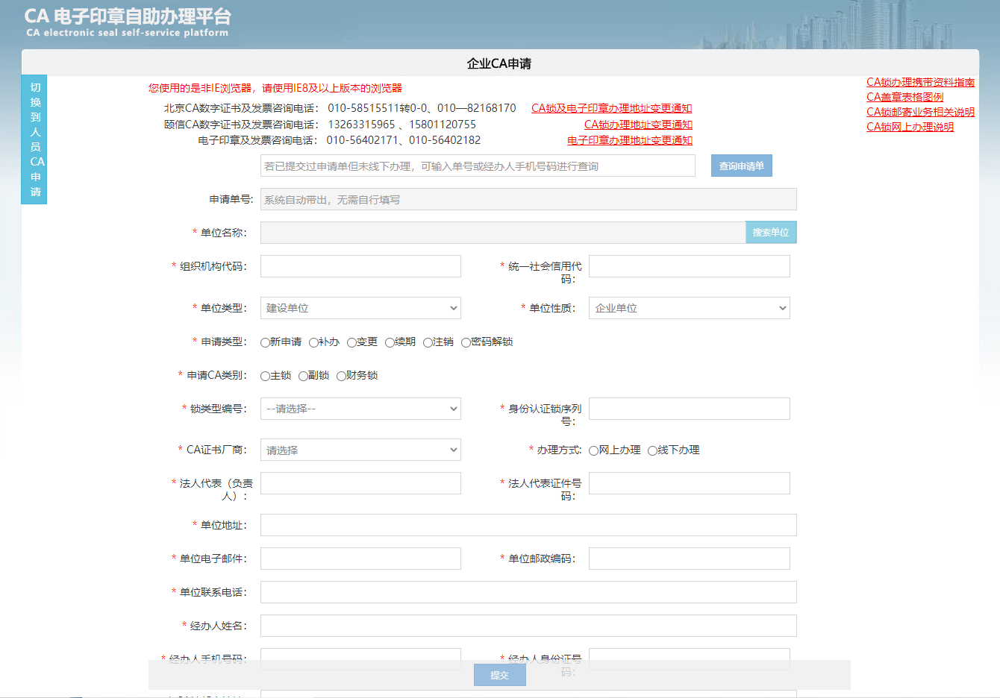 CA 电子印章自助办理平台
CA electronic seal self-service platform
企业CA申请
切换到人员CA申请
CA锁办理携带资料指南
CA盖章表格图例
CA锁邮寄业务相关说明
CA锁网上办理说明
您使用的是非IE浏览器，请使用IE8及以上版本的浏览器
北京CA数字证书及发票咨询电话： 010-58515511转0-0、010—82168170 CA锁及电子印章办理地址变更通知
颐信CA数字证书及发票咨询电话： 13263315965 、15801120755 CA锁办理地址变更通知
电子印章及发票咨询电话： 010-56402171、010-56402182 电子印章办理地址变更通知
若已提交过申请单但未线下办理，可输入单号或经办人手机号码进行查询 查询申请单
申请单号: 系统自动带出，无需自行填写
* 单位名称： 搜索单位
* 组织机构代码： * 统一社会信用代码：
* 单位类型： 建设单位 * 单位性质： 企业单位
* 申请类型： 新申请 补办 变更 续期 注销 密码解锁
* 申请CA类别： 主锁 副锁 财务锁
* 锁类型编号： --请选择-- * 身份认证锁序列号：
* CA证书厂商： 请选择 * 办理方式: 网上办理 线下办理
* 法人代表（负责人）： * 法人代表证件号码：
* 单位地址：
* 单位电子邮件： * 单位邮政编码：
* 单位联系电话：
* 经办人姓名：
* 经办人手机号码： * 经办人身份证号码：
提交